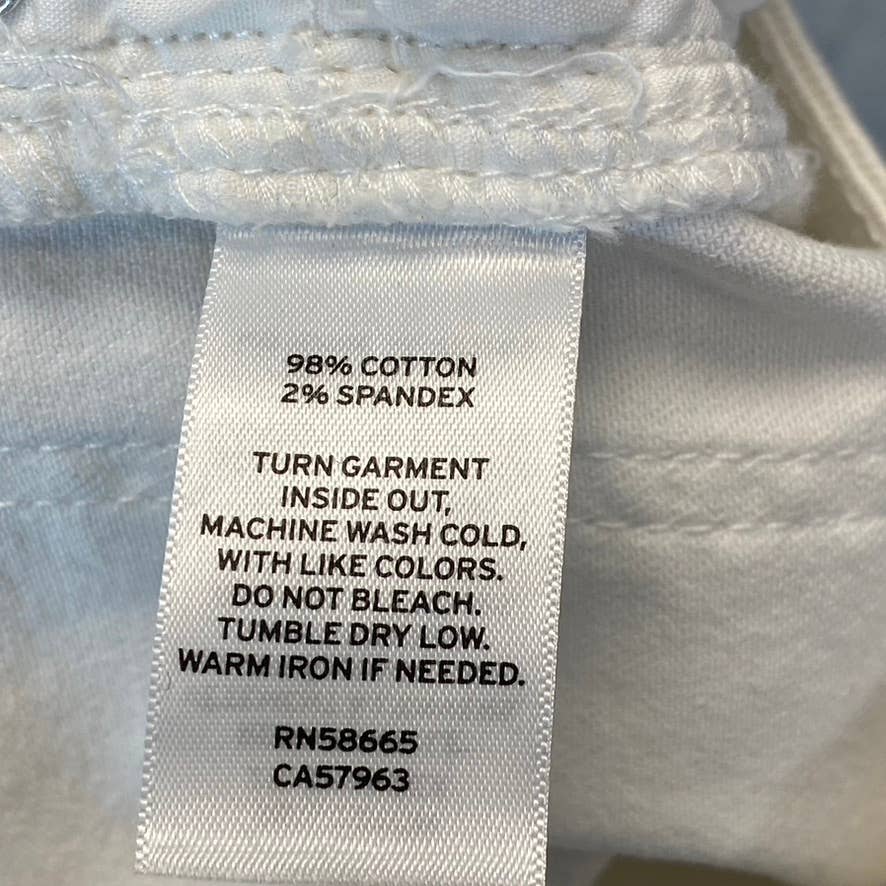 98% COTTON
2% SPANDEX
TURN GARMENT
INSIDE OUT,
MACHINE WASH COLD,
WITH LIKE COLORS.
DO NOT BLEACH.
TUMBLE DRY LOW.
WARM IRON IF NEEDED.
RN58665
CA57963